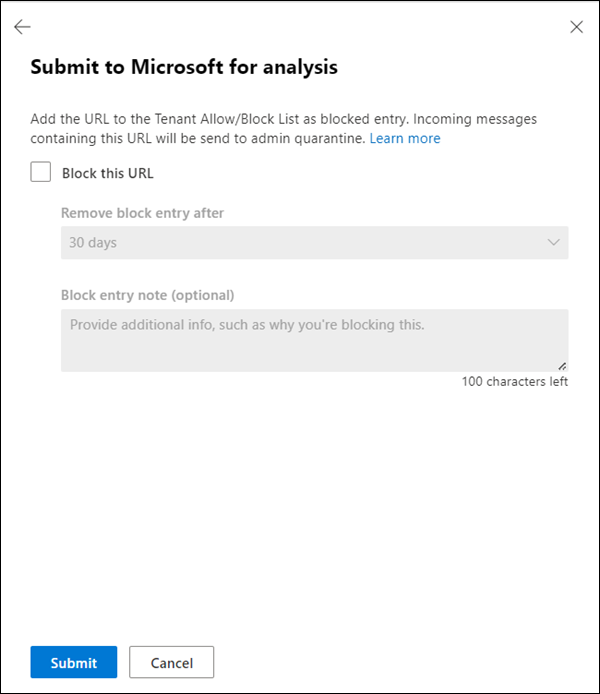 Submit to Microsoft for analysis
Add the URL to the Tenant Allow/Block List as blocked entry. Incoming messages
containing this URL will be send to admin quarantine. Learn more
Block this URL
Remove block entry after
30 days
Block entry note (optional)
Provide additional info, such as why you're blocking this.
100 characters left
Submit
Cancel